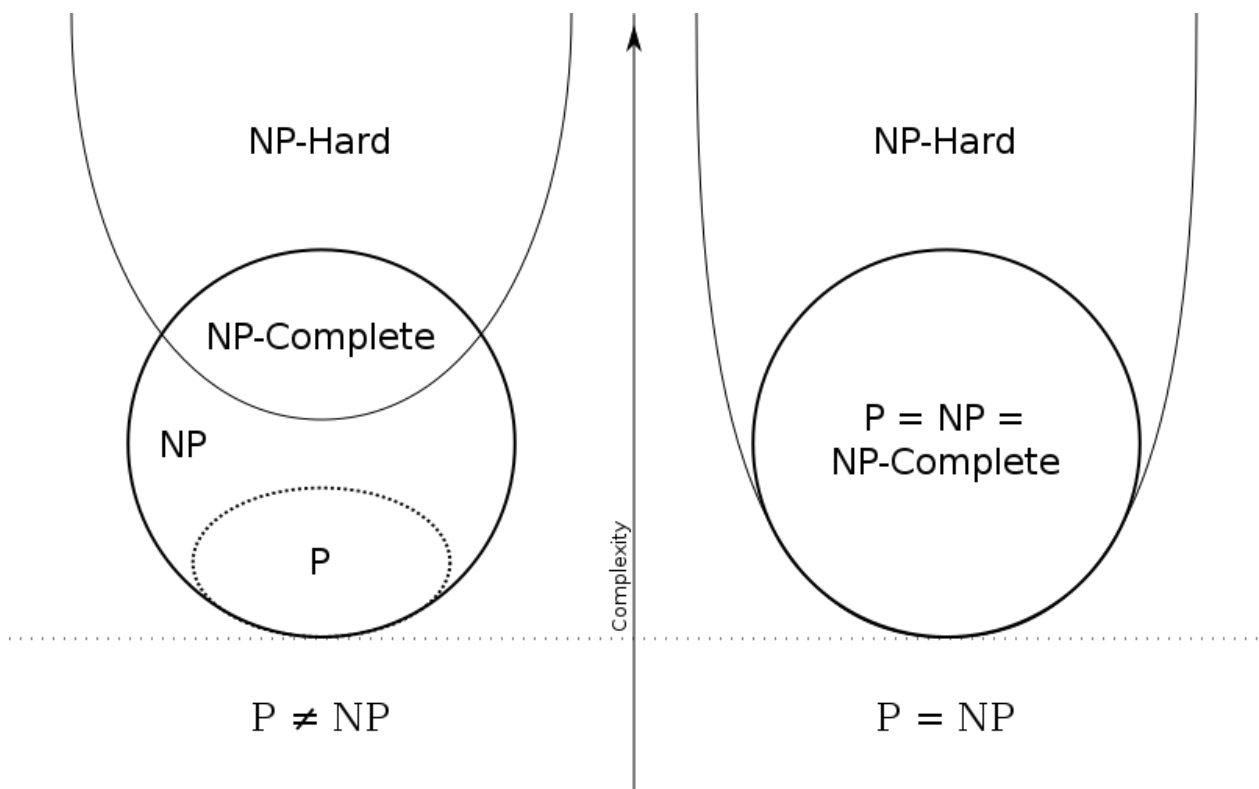 NP-Hard
NP-Complete
NP
P
P ≠ NP
Complexity
NP-Hard
P = NP =
NP-Complete
P = NP